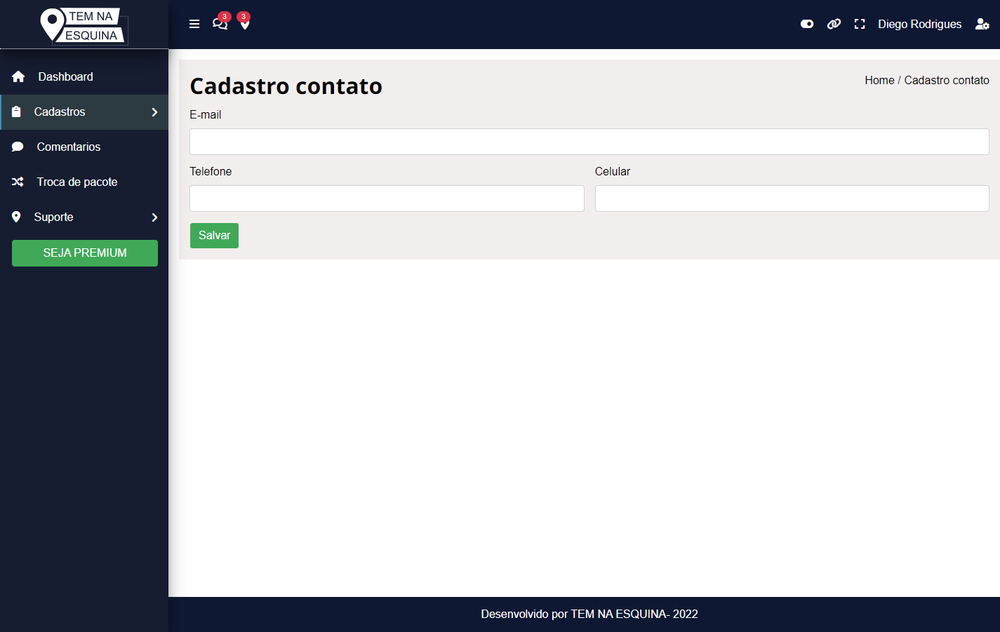 TEM NA
ESQUINA
3
3
Diego Rodrigues
Dashboard
Cadastros
Comentarios
Troca de pacote
Suporte
SEJA PREMIUM
Cadastro contato
Home / Cadastro contato
E-mail
Telefone
Celular
Salvar
Desenvolvido por TEM NA ESQUINA- 2022